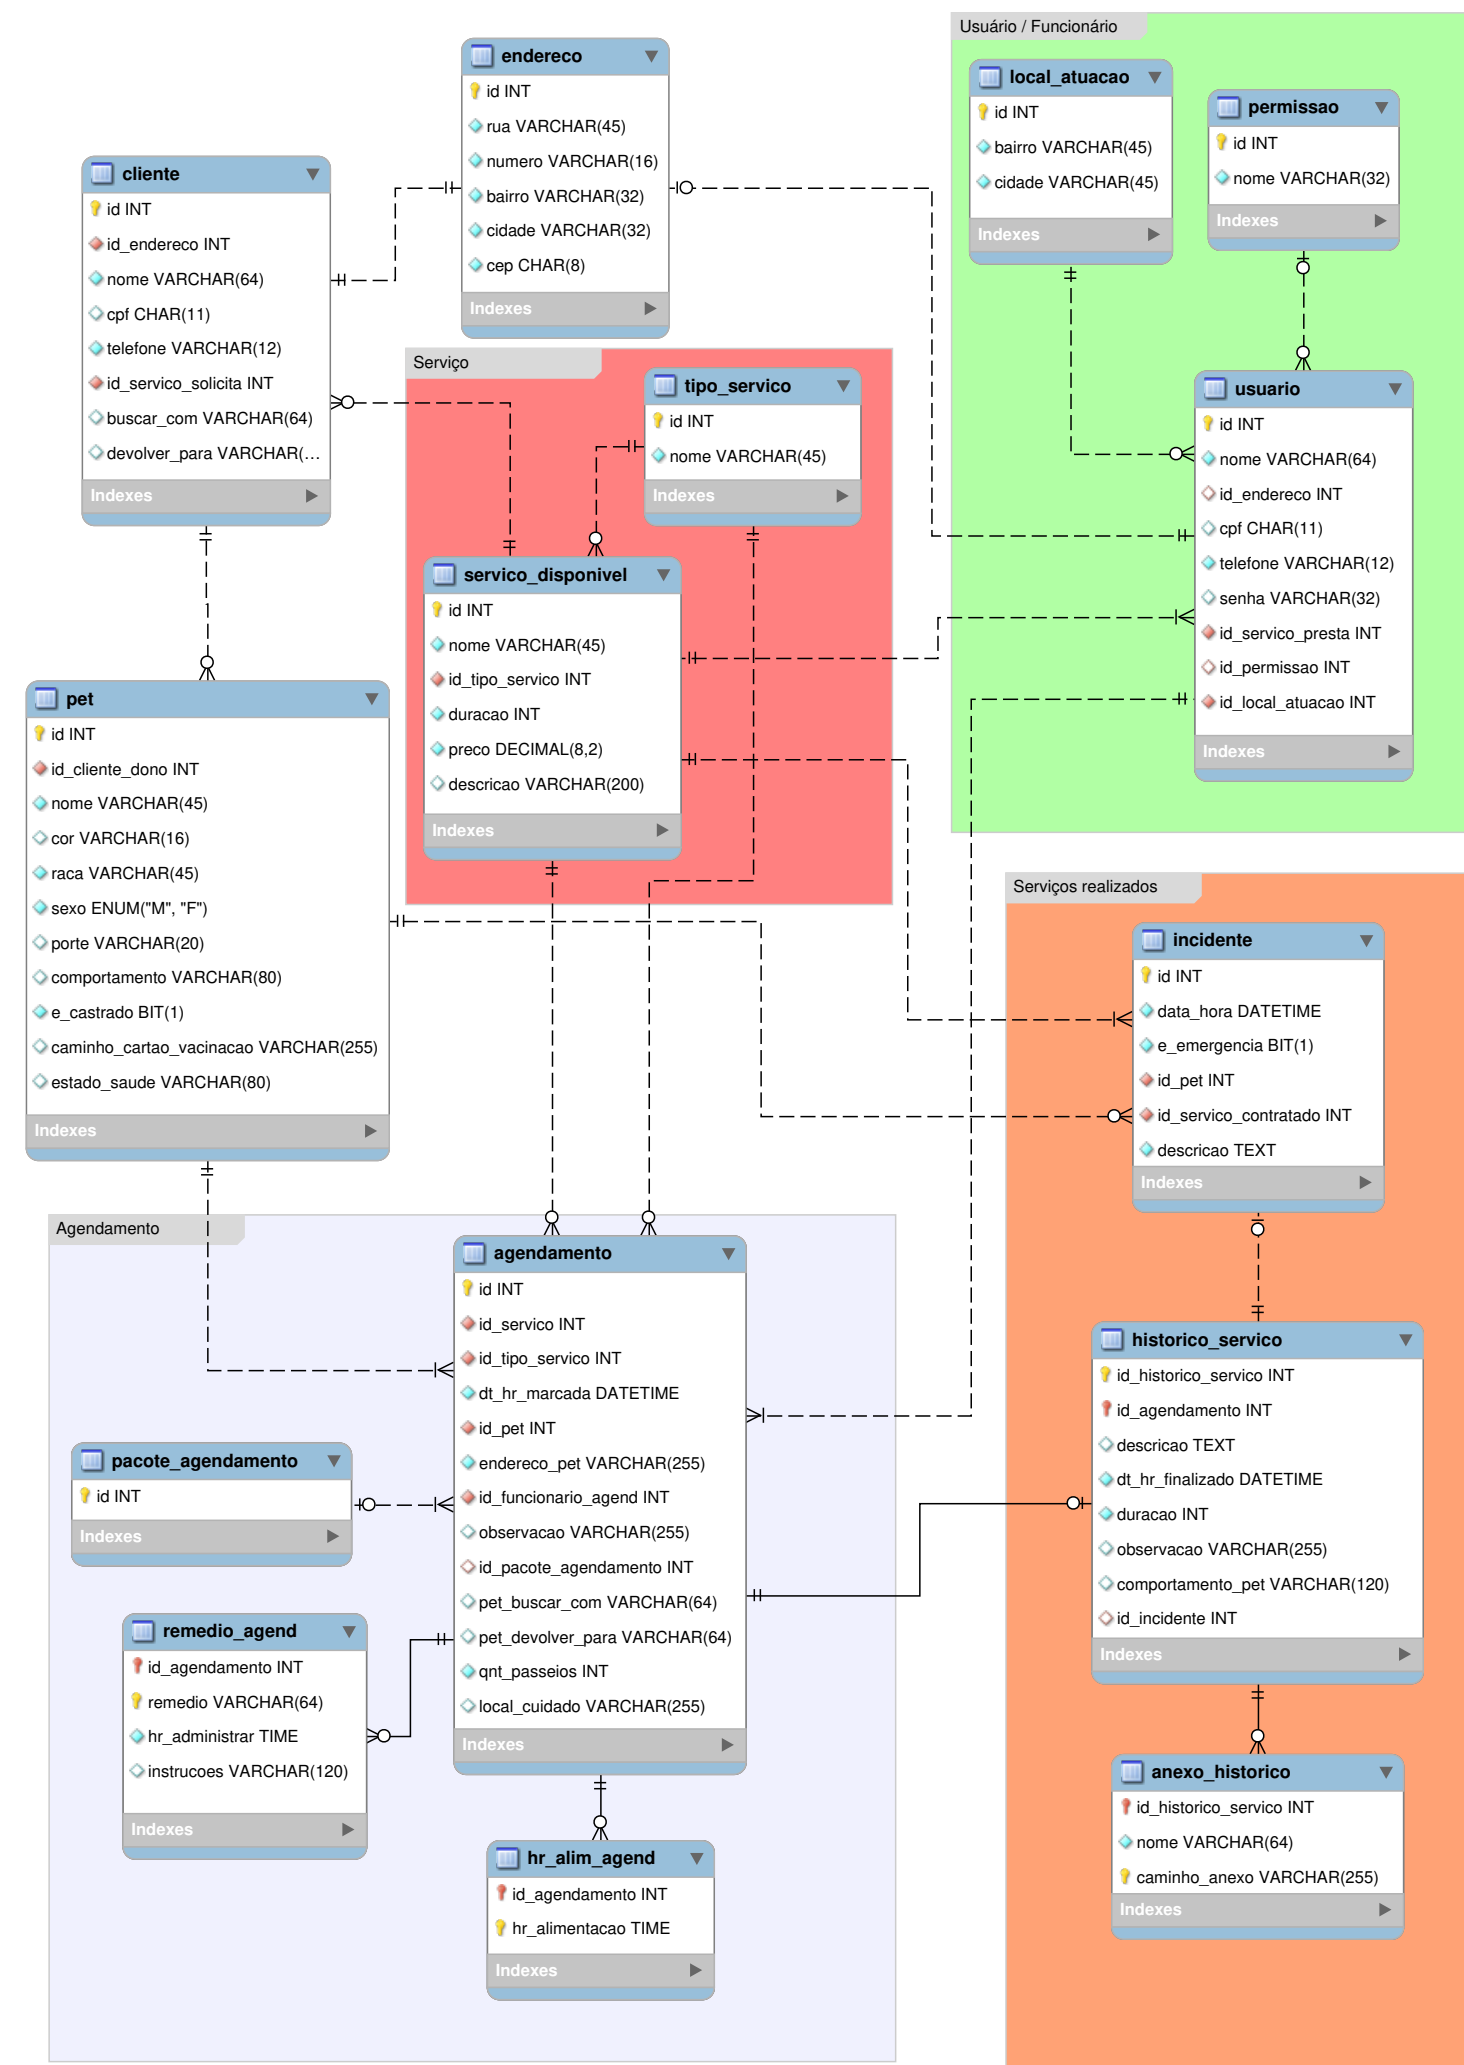 Usuário / Funcionário
endereco
id INT
rua VARCHAR(45)
numero VARCHAR(16)
bairro VARCHAR(32)
cidade VARCHAR(32)
cep CHAR(8)
Indexes
local_atuacao
id INT
bairro VARCHAR(45)
cidade VARCHAR(45)
Indexes
permissao
id INT
nome VARCHAR(32)
Indexes
cliente
id INT
id_endereco INT
nome VARCHAR(64)
cpf CHAR(11)
telefone VARCHAR(12)
id_servico_solicita INT
buscar_com VARCHAR(64)
devolver_para VARCHAR(...
Indexes
Serviço
tipo_servico
id INT
nome VARCHAR(45)
Indexes
usuario
id INT
nome VARCHAR(64)
id_endereco INT
cpf CHAR(11)
telefone VARCHAR(12)
senha VARCHAR(32)
id_servico_presta INT
id_permissao INT
id_local_atuacao INT
Indexes
servico_disponivel
id INT
nome VARCHAR(45)
id_tipo_servico INT
duracao INT
preco DECIMAL(8,2)
descricao VARCHAR(200)
Indexes
pet
id INT
id_cliente_dono INT
nome VARCHAR(45)
cor VARCHAR(16)
raca VARCHAR(45)
sexo ENUM("M", "F")
porte VARCHAR(20)
comportamento VARCHAR(80)
e_castrado BIT(1)
caminho_cartao_vacinacao VARCHAR(255)
estado_saude VARCHAR(80)
Indexes
Serviços realizados
incidente
id INT
data_hora DATETIME
e_emergencia BIT(1)
id_pet INT
id_servico_contratado INT
descricao TEXT
Indexes
Agendamento
agendamento
id INT
id_servico INT
id_tipo_servico INT
dt_hr_marcada DATETIME
id_pet INT
endereco_pet VARCHAR(255)
id_funcionario_agend INT
observacao VARCHAR(255)
id_pacote_agendamento INT
pet_buscar_com VARCHAR(64)
pet_devolver_para VARCHAR(64)
qnt_passeios INT
local_cuidado VARCHAR(255)
Indexes
historico_servico
id_historico_servico INT
id_agendamento INT
descricao TEXT
dt_hr_finalizado DATETIME
duracao INT
observacao VARCHAR(255)
comportamento_pet VARCHAR(120)
id_incidente INT
Indexes
pacote_agendamento
id INT
Indexes
remedio_agend
id_agendamento INT
remedio VARCHAR(64)
hr_administrar TIME
instrucoes VARCHAR(120)
Indexes
anexo_historico
id_historico_servico INT
nome VARCHAR(64)
caminho_anexo VARCHAR(255)
Indexes
hr_alim_agend
id_agendamento INT
hr_alimentacao TIME
Indexes